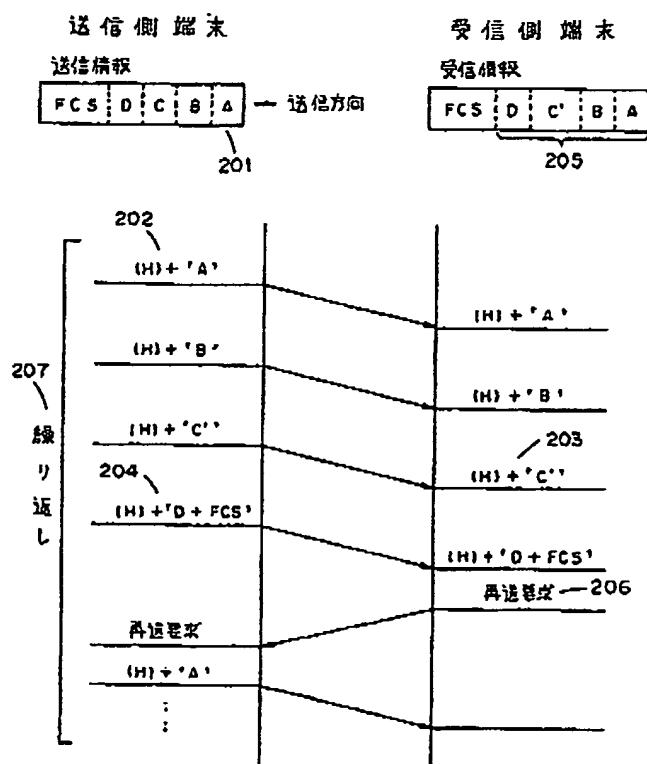 送信側端末
受信側端末
送信情報
受信情報
FCS D C B A
送信方向
FCS D C' B A
201
205
202
(H)+「A」
(H)+「A」
(H)+「B」
(H)+「B」
207
繰り返し
(H)+「C」
203
(H)+「C'」
204
(H)+「D+FCS」
(H)+「D+FCS」
再送要求
206
再送要求
(H)+「A」